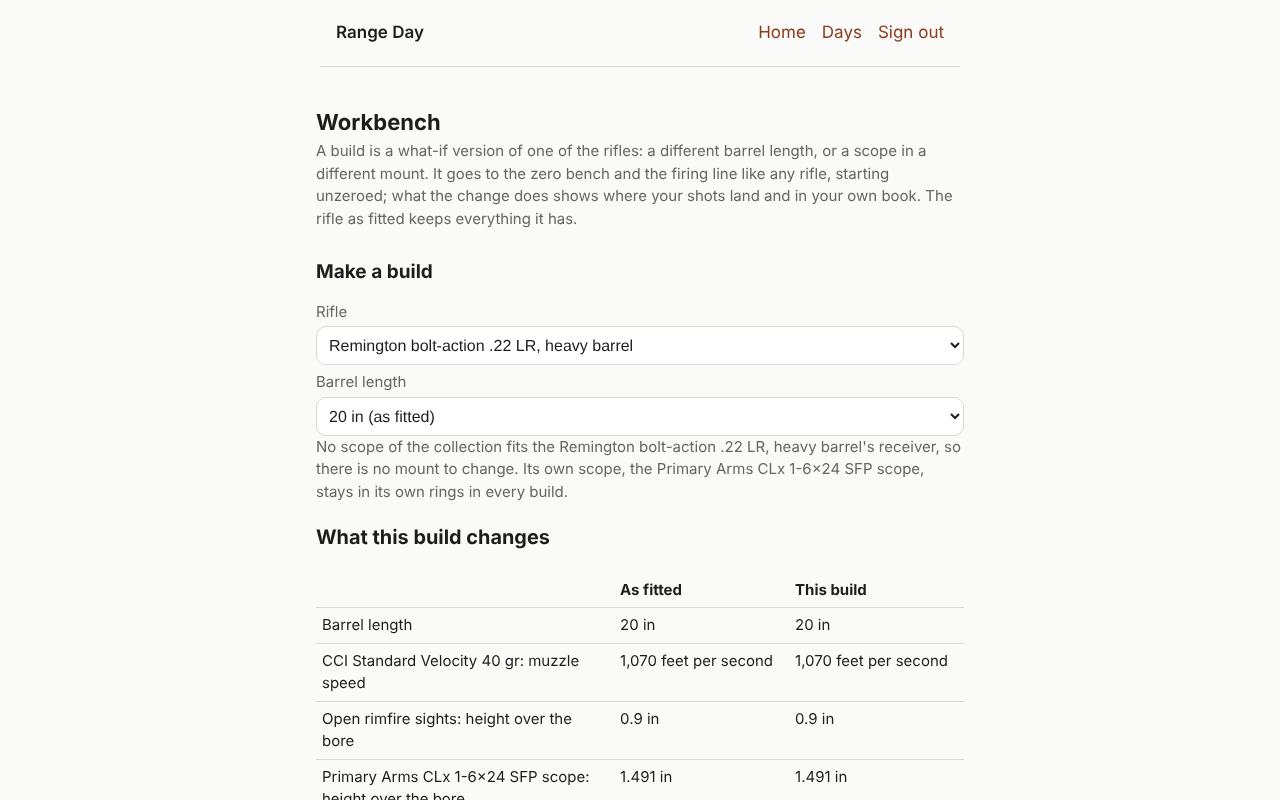 Range Day
Home Days Sign out
Workbench
A build is a what-if version of one of the rifles: a different barrel length, or a scope in a
different mount. It goes to the zero bench and the firing line like any rifle, starting
unzeroed; what the change does shows where your shots land and in your own book. The
rifle as fitted keeps everything it has.
Make a build
Rifle
Remington bolt-action .22 LR, heavy barrel
Barrel length
20 in (as fitted)
No scope of the collection fits the Remington bolt-action .22 LR, heavy barrel's receiver, so
there is no mount to change. Its own scope, the Primary Arms CLx 1-6×24 SFP scope,
stays in its own rings in every build.
What this build changes
As fitted This build
Barrel length 20 in 20 in
CCI Standard Velocity 40 gr: muzzle 1,070 feet per second 1,070 feet per second
speed
Open rimfire sights: height over the 0.9 in 0.9 in
bore
Primary Arms CLx 1-6×24 SFP scope: 1.491 in 1.491 in
height over the bore